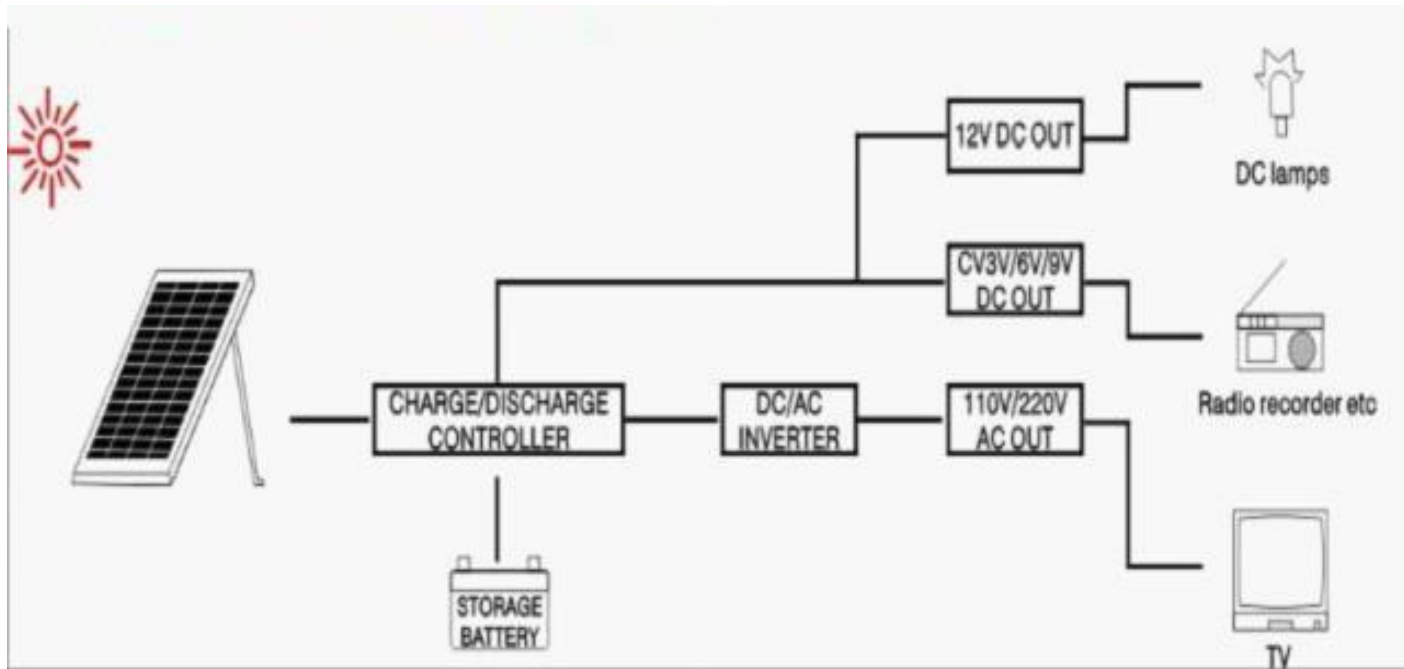 12V DC OUT
DC lamps
CV3V/6V/9V
DC OUT
Radio recorder etc
CHARGE/DISCHARGE
CONTROLLER
DC/AC
INVERTER
110V/220V
AC OUT
STORAGE
BATTERY
TV